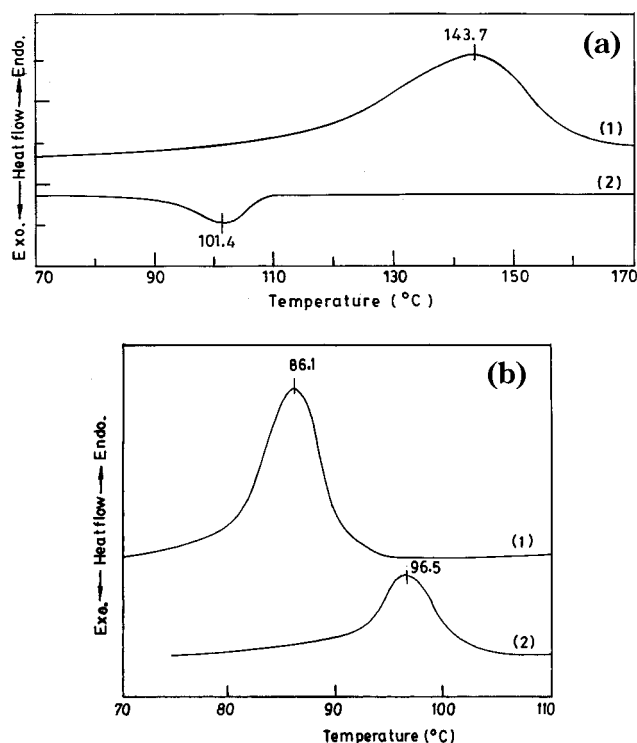 (a)
143.7
(1)
(2)
101.4
Exo. ← Heat flow → Endo.
70 90 110 130 150 170
Temperature (°C)
(b)
86.1
(1)
96.5
(2)
Exo. ← Heat flow → Endo.
70 80 90 100 110
Temperature (°C)